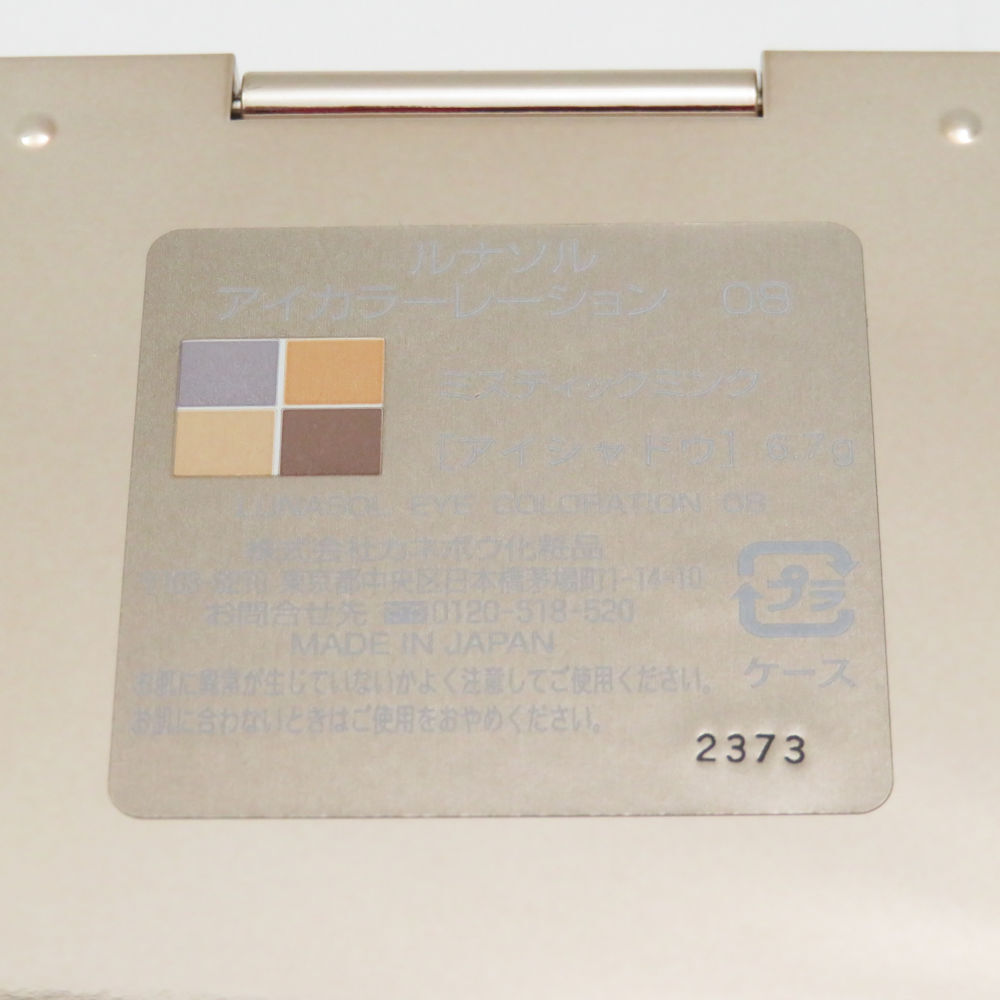 ルナソル
アイカラーレーション 08
ミスティックミンク
[アイシャドウ] 6.7g
LUNASOL EYE COLORATION 08
株式会社カネボウ化粧品
東京都中央区日本橋茅場町1-14-10
お問合せ先 0120-518-520
MADE IN JAPAN
お肌に異常が生じていないかよく注意してご使用ください。
お肌に合わないときはご使用をおやめください。
プラ
ケース
2373